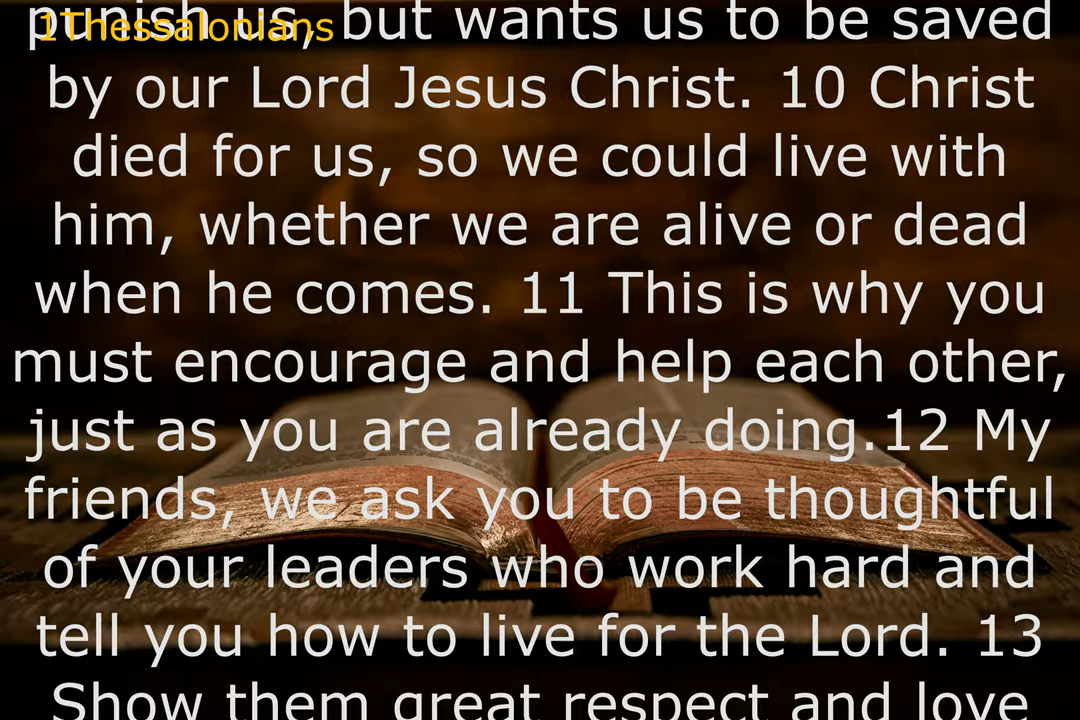 1Thessalonians
punish us, but wants us to be saved
by our Lord Jesus Christ. 10 Christ
died for us, so we could live with
him, whether we are alive or dead
when he comes. 11 This is why you
must encourage and help each other,
just as you are already doing.12 My
friends, we ask you to be thoughtful
of your leaders who work hard and
tell you how to live for the Lord. 13
Show them great respect and love